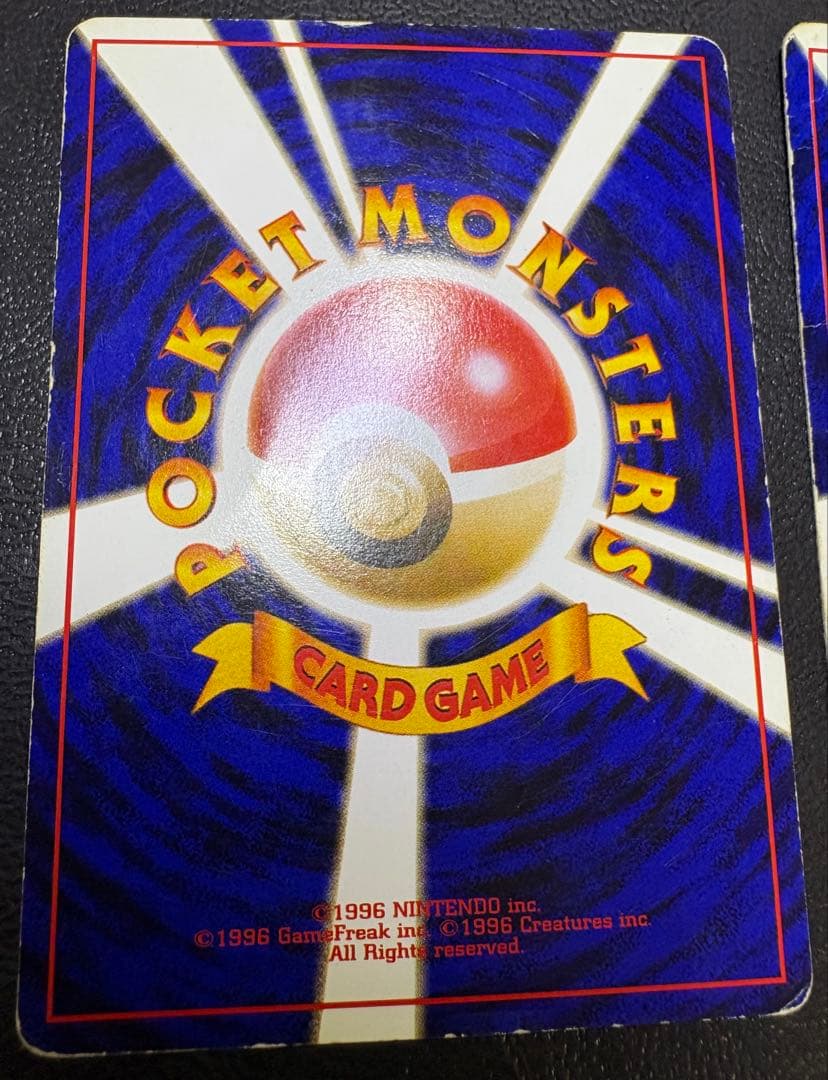 POCKET MONSTERS
CARD GAME
©1996 NINTENDO inc.
©1996 GameFreak inc. ©1996 Creatures inc.
All Rights reserved.